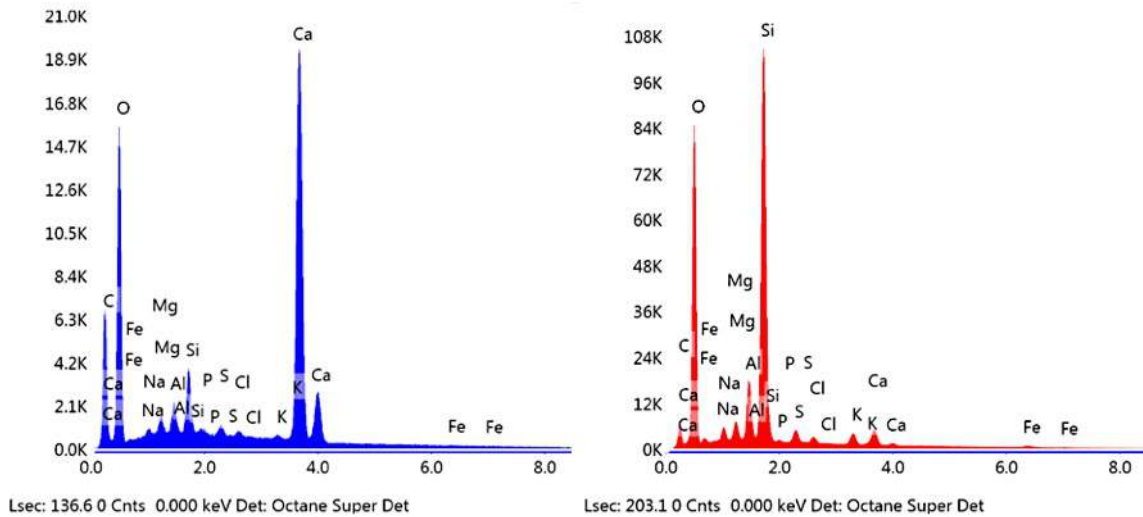 21.0K
18.9K
16.8K
14.7K
12.6K
10.5K
8.4K
6.3K
4.2K
2.1K
0.0K
Ca
O
C
Mg
Fe
Fe
Mg
Si
Ca
Na
Al
P
S
Cl
K
Ca
Ca
Na
Al
Si
P
S
Cl
K
Fe
Fe
0.0
2.0
4.0
6.0
8.0
Lsec: 136.6 0 Cnts 0.000 keV Det: Octane Super Det
108K
96K
84K
72K
60K
48K
36K
24K
12K
0K
Si
O
Mg
C
Fe
Mg
Fe
Al
P
S
Ca
Na
Si
Cl
Ca
Ca
Na
Al
P
S
Cl
K
K
Ca
Fe
Fe
0.0
2.0
4.0
6.0
8.0
Lsec: 203.1 0 Cnts 0.000 keV Det: Octane Super Det